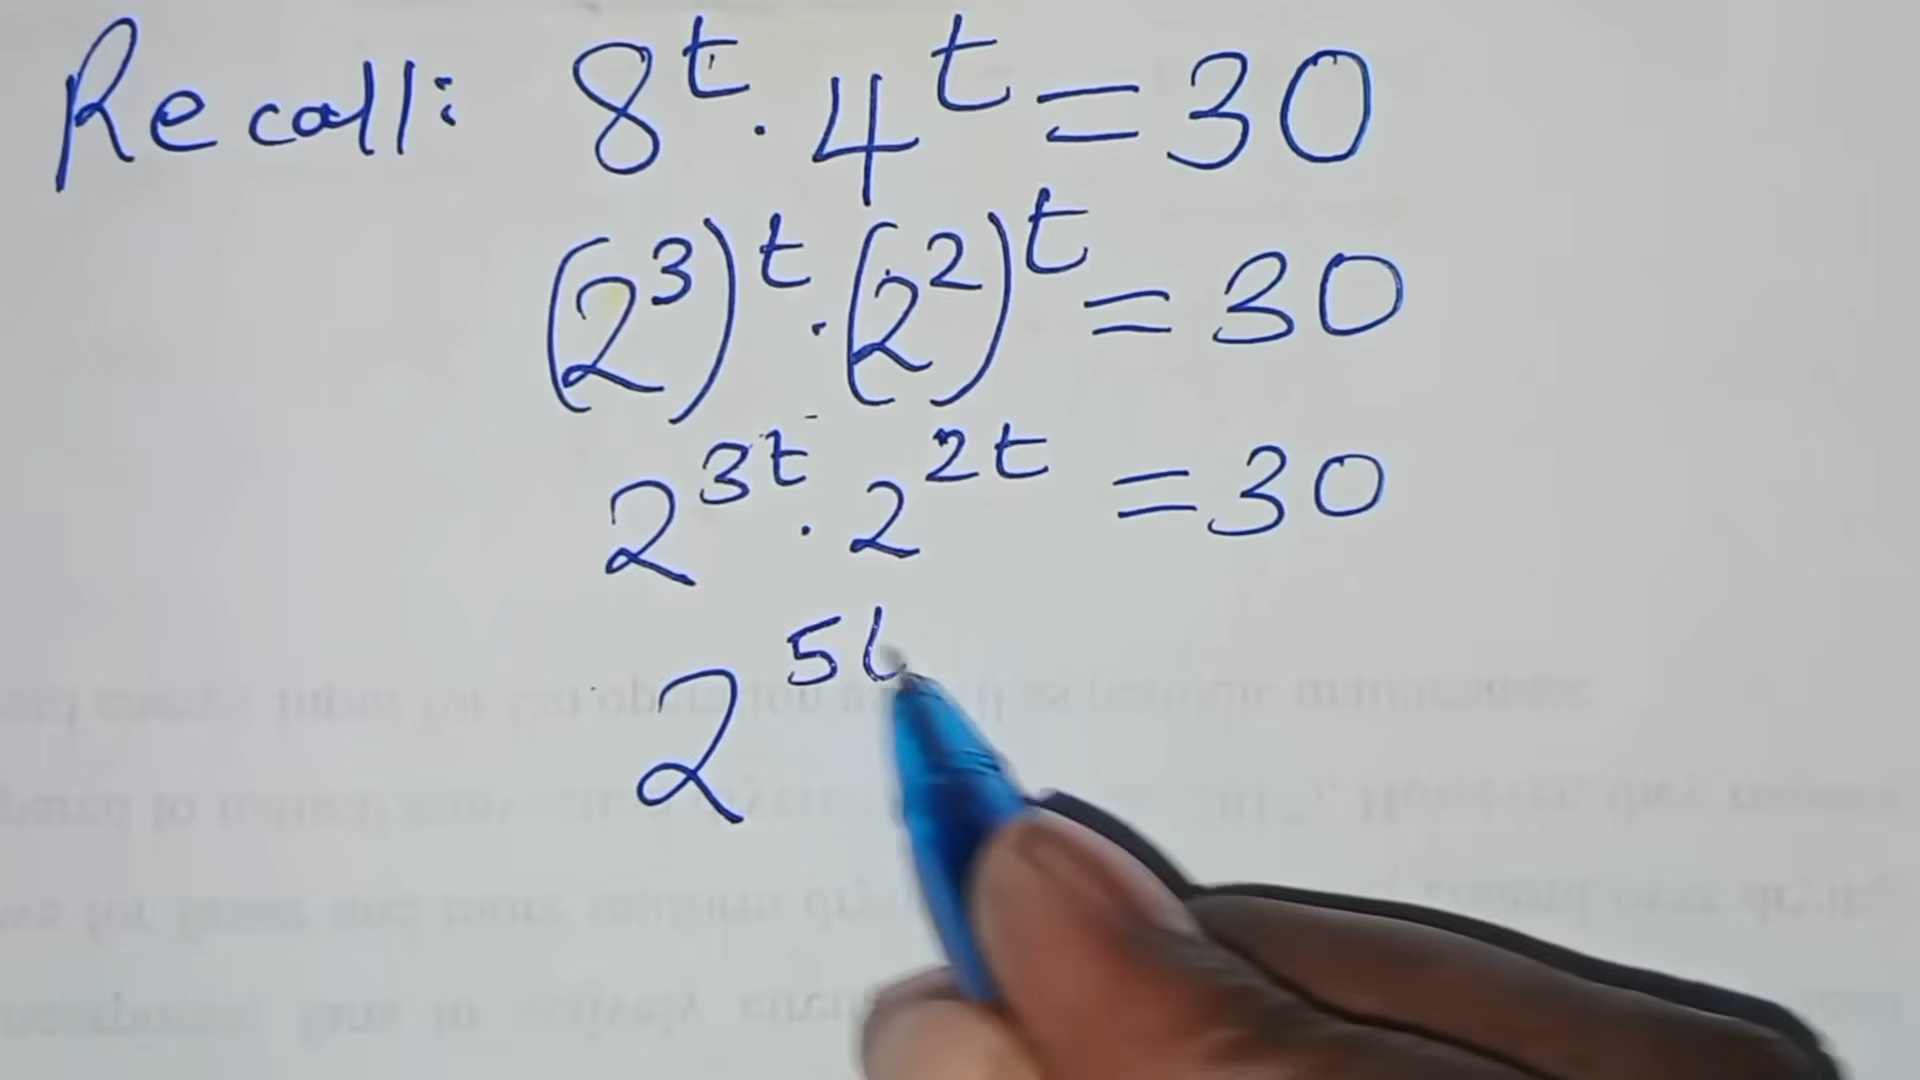 Recall: 8^t · 4^t = 30
(2^3)^t · (2^2)^t = 30
2^3t · 2^2t = 30
2^5t